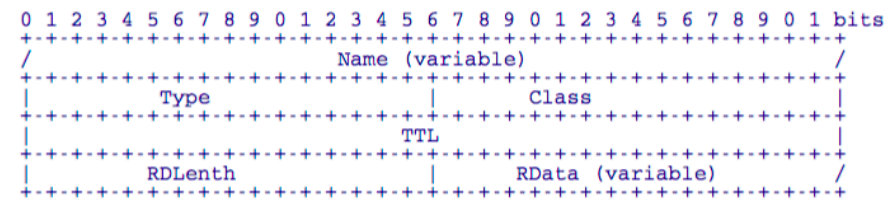 0 1 2 3 4 5 6 7 8 9 0 1 2 3 4 5 6 7 8 9 0 1 2 3 4 5 6 7 8 9 0 1 bits
+-+-+-+-+-+-+-+-+-+-+-+-+-+-+-+-+-+-+-+-+-+-+-+-+-+-+-+-+-+-+-+-+
/ Name (variable) /
+-+-+-+-+-+-+-+-+-+-+-+-+-+-+-+-+-+-+-+-+-+-+-+-+-+-+-+-+-+-+-+-+
| Type | Class |
+-+-+-+-+-+-+-+-+-+-+-+-+-+-+-+-+-+-+-+-+-+-+-+-+-+-+-+-+-+-+-+-+
| TTL |
+-+-+-+-+-+-+-+-+-+-+-+-+-+-+-+-+-+-+-+-+-+-+-+-+-+-+-+-+-+-+-+-+
| RDLenth | RData (variable) /
+-+-+-+-+-+-+-+-+-+-+-+-+-+-+-+-+-+-+-+-+-+-+-+-+-+-+-+-+-+-+-+-+